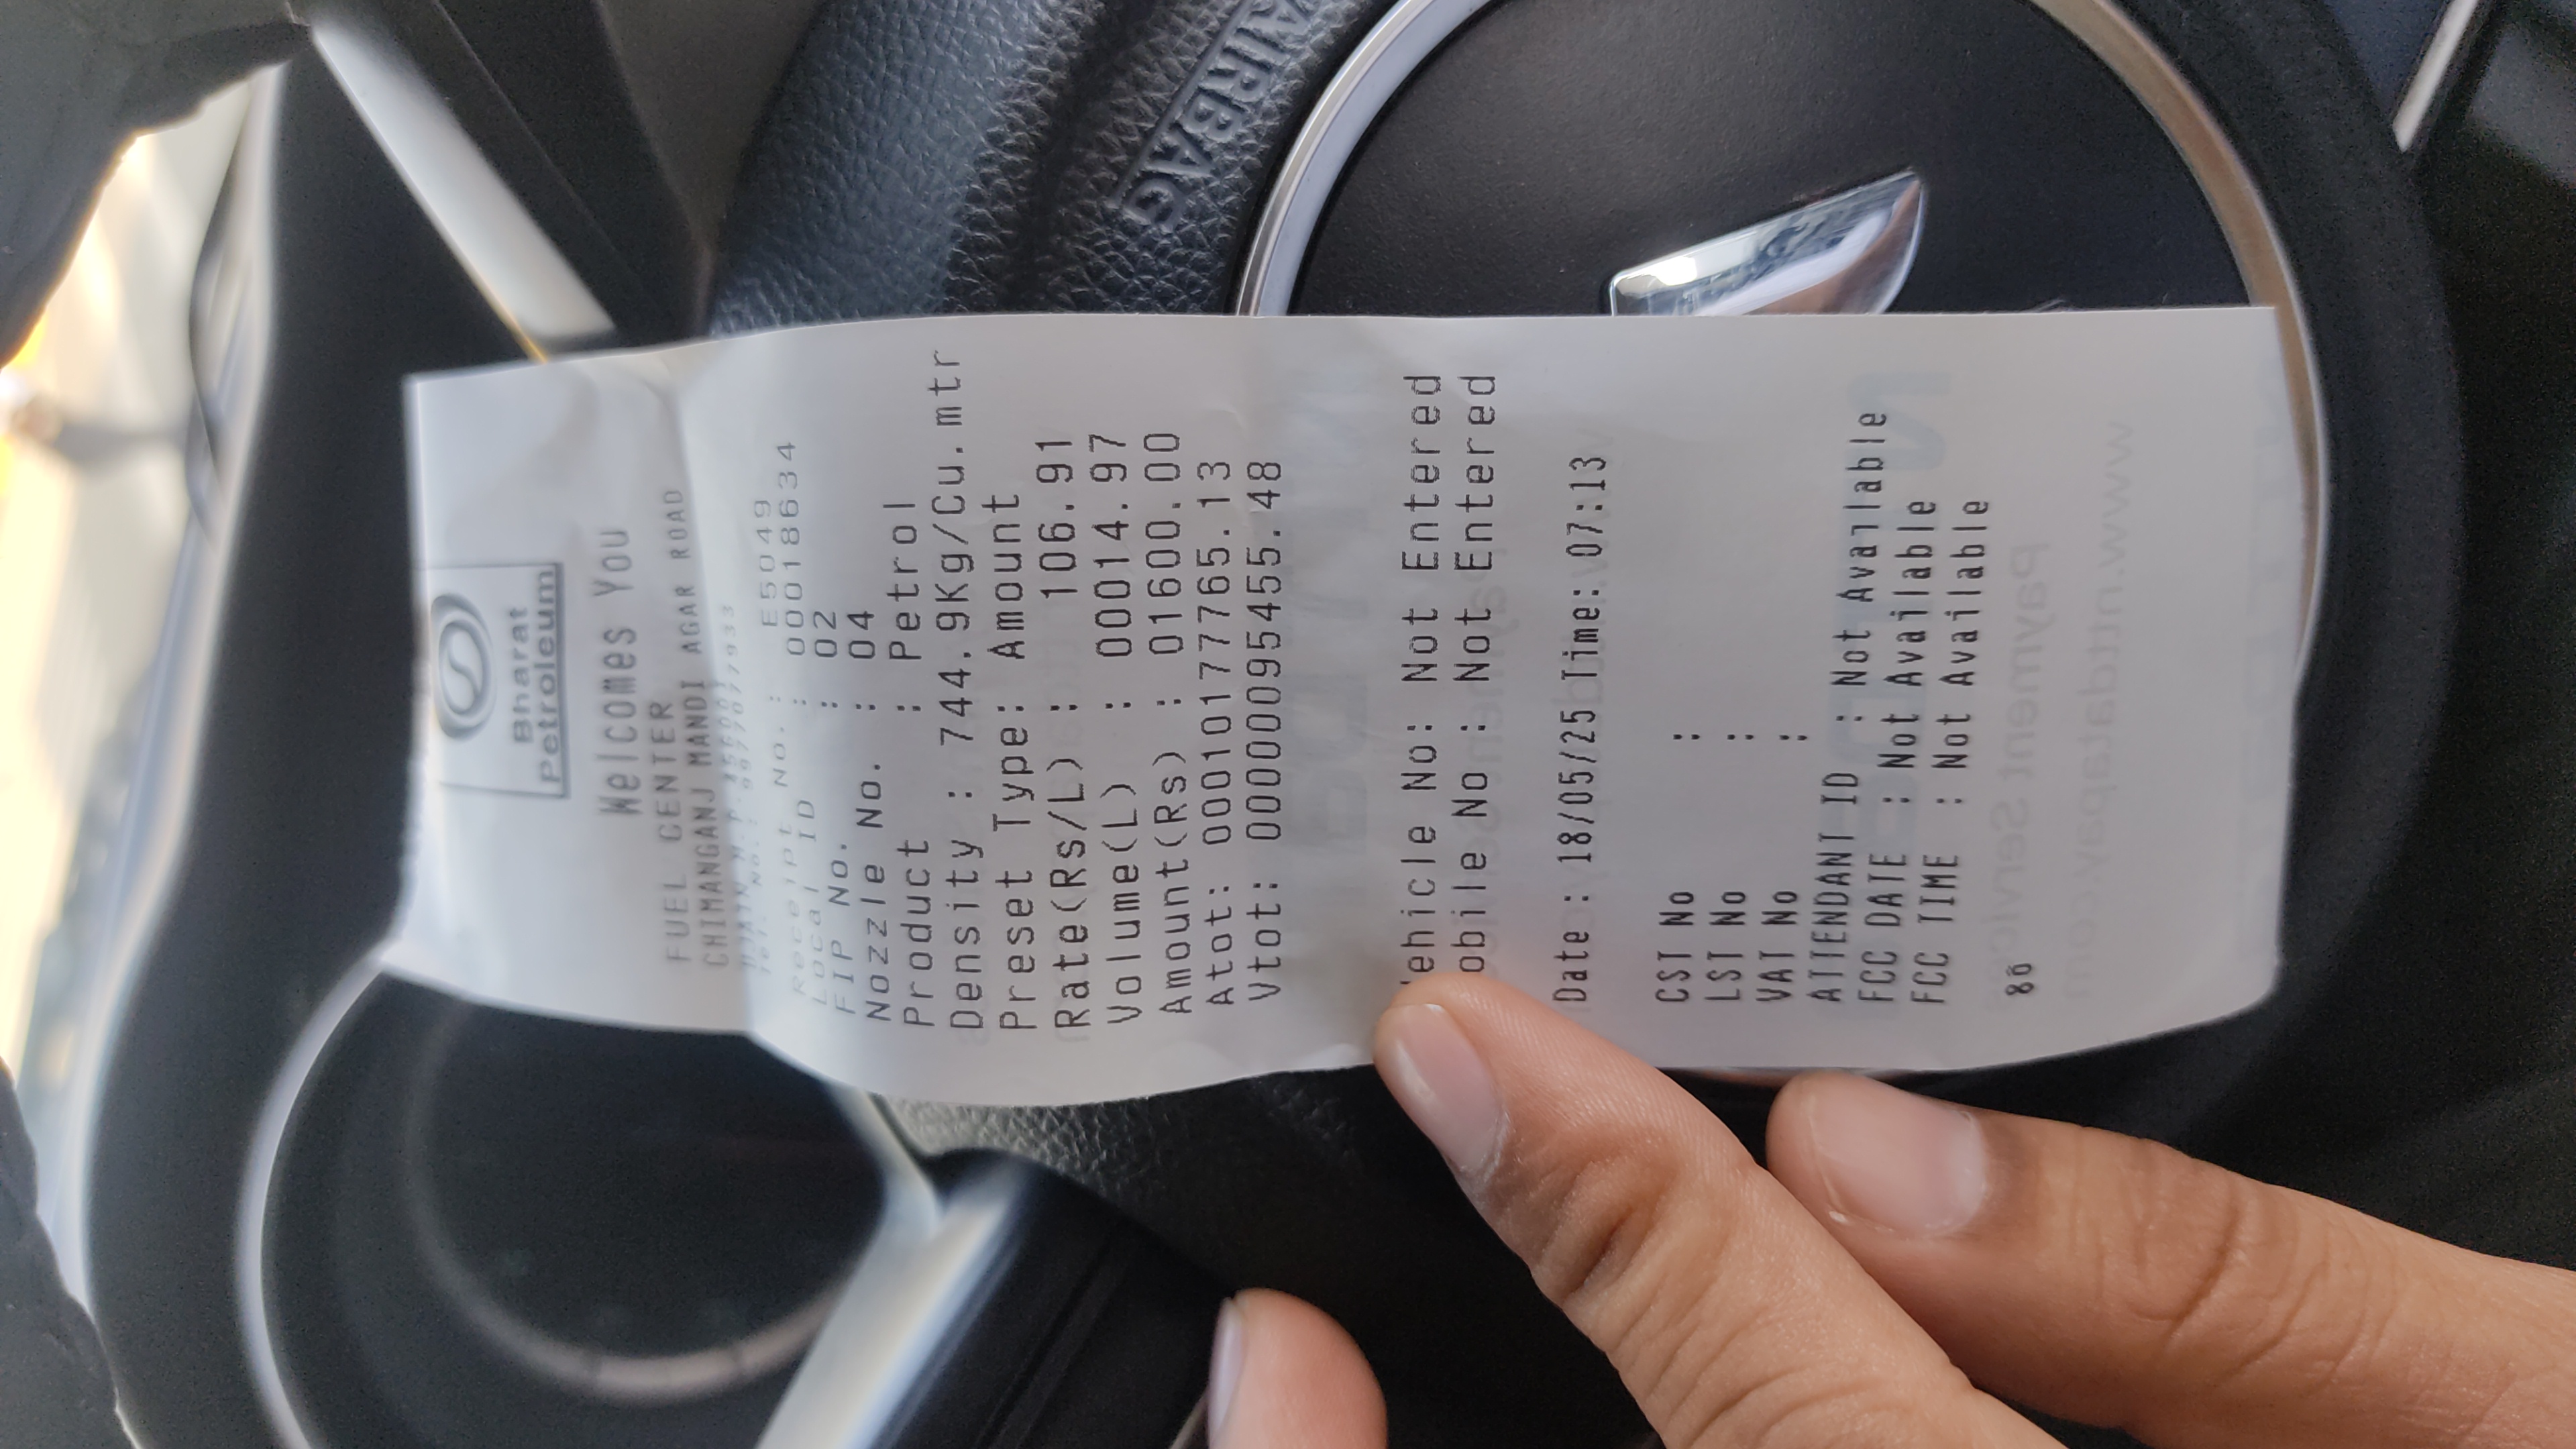 Bharat
Petroleum
Welcomes You
FUEL CENTER
CHIMANGANJ MANDI AGAR ROAD
UJAIN M.P.456001
Tel. No.: 9977077933
Receipt No.: E5049
Local ID : 00018634
FIP No. : 02
Nozzle No. : 04
Product : Petrol
Density : 744.9Kg/Cu.mtr
Preset Type: Amount
Rate(Rs/L) : 106.91
Volume(L) : 00014.97
Amount(Rs) : 01600.00
Atot: 00010177765.13
Vtot: 00000095455.48
ehicle No: Not Entered
obile No : Not Entered
Date : 18/05/25 Time: 07:13
CST No :
LST No :
VAT No :
ATTENDANT ID : Not Available
FCC DATE : Not Available
FCC TIME : Not Available
Payment Services
www.nttdatapay.com
AIRBAG